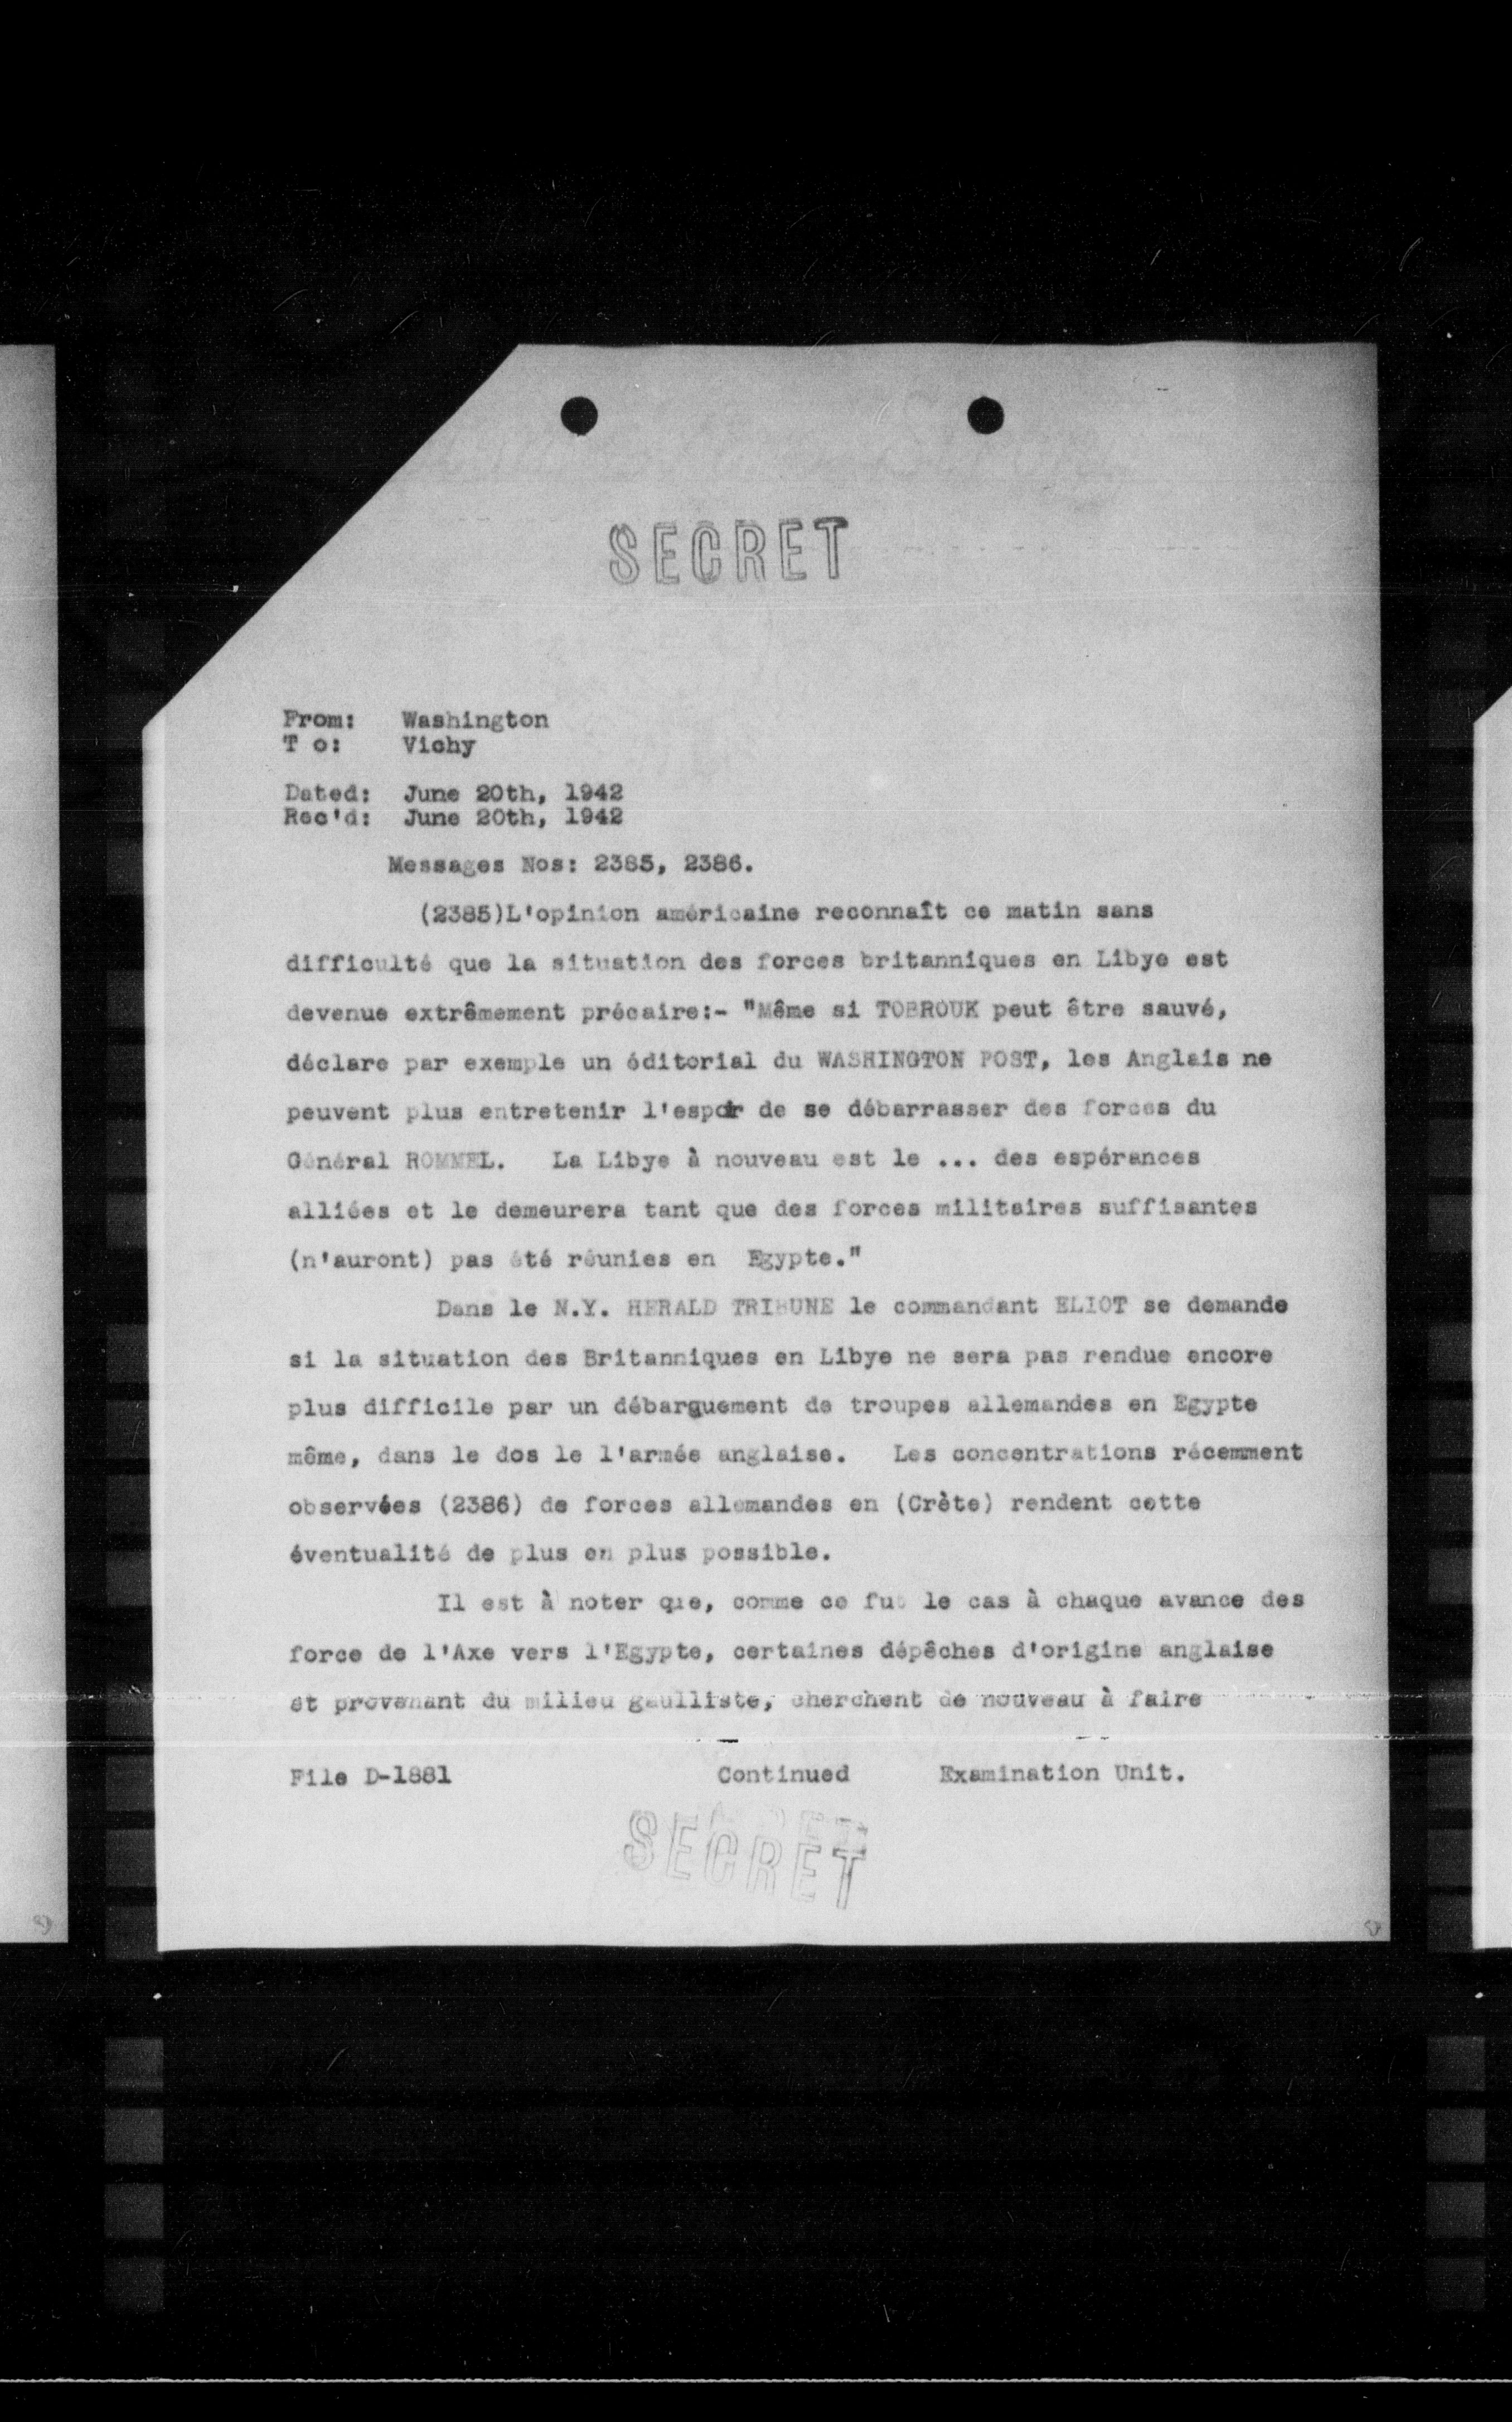 SECRET
From: Washington
T o: Vichy
Dated: June 20th, 1942
Rec'd: June 20th, 1942
Messages Nos: 2385, 2386.
(2385)L'opinion américaine reconnaît ce matin sans
difficulté que la situation des forces britanniques en Libye est
devenue extrêmement précaire:- "Même si TOBROUK peut être sauvé,
déclare par exemple un éditorial du WASHINGTON POST, les Anglais ne
peuvent plus entretenir l'espoir de se débarrasser des forces du
Général ROMMEL. La Libye à nouveau est le ... des espérances
alliées et le demeurera tant que des forces militaires suffisantes
(n'auront) pas été réunies en Egypte."
Dans le N.Y. HERALD TRIBUNE le commandant ELIOT se demande
si la situation des Britanniques en Libye ne sera pas rendue encore
plus difficile par un débarquement de troupes allemandes en Egypte
même, dans le dos le l'armée anglaise. Les concentrations récemment
observées (2386) de forces allemandes en (Crète) rendent cette
éventualité de plus en plus possible.
Il est à noter que, comme ce fut le cas à chaque avance des
force de l'Axe vers l'Egypte, certaines dépêches d'origine anglaise
et provenant du milieu gaulliste, cherchent de nouveau à faire
File D-1881 Continued Examination Unit.
SECRET